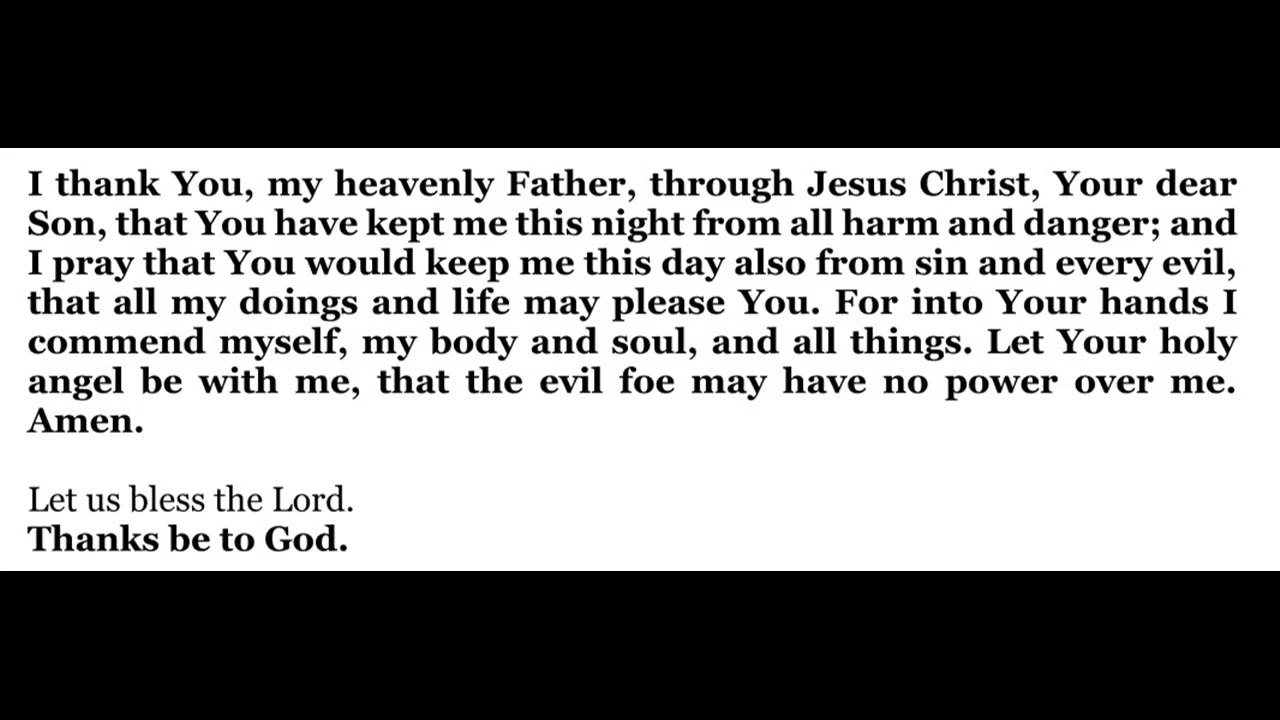 I thank You, my heavenly Father, through Jesus Christ, Your dear
Son, that You have kept me this night from all harm and danger; and
I pray that You would keep me this day also from sin and every evil,
that all my doings and life may please You. For into Your hands I
commend myself, my body and soul, and all things. Let Your holy
angel be with me, that the evil foe may have no power over me.
Amen.
Let us bless the Lord.
Thanks be to God.